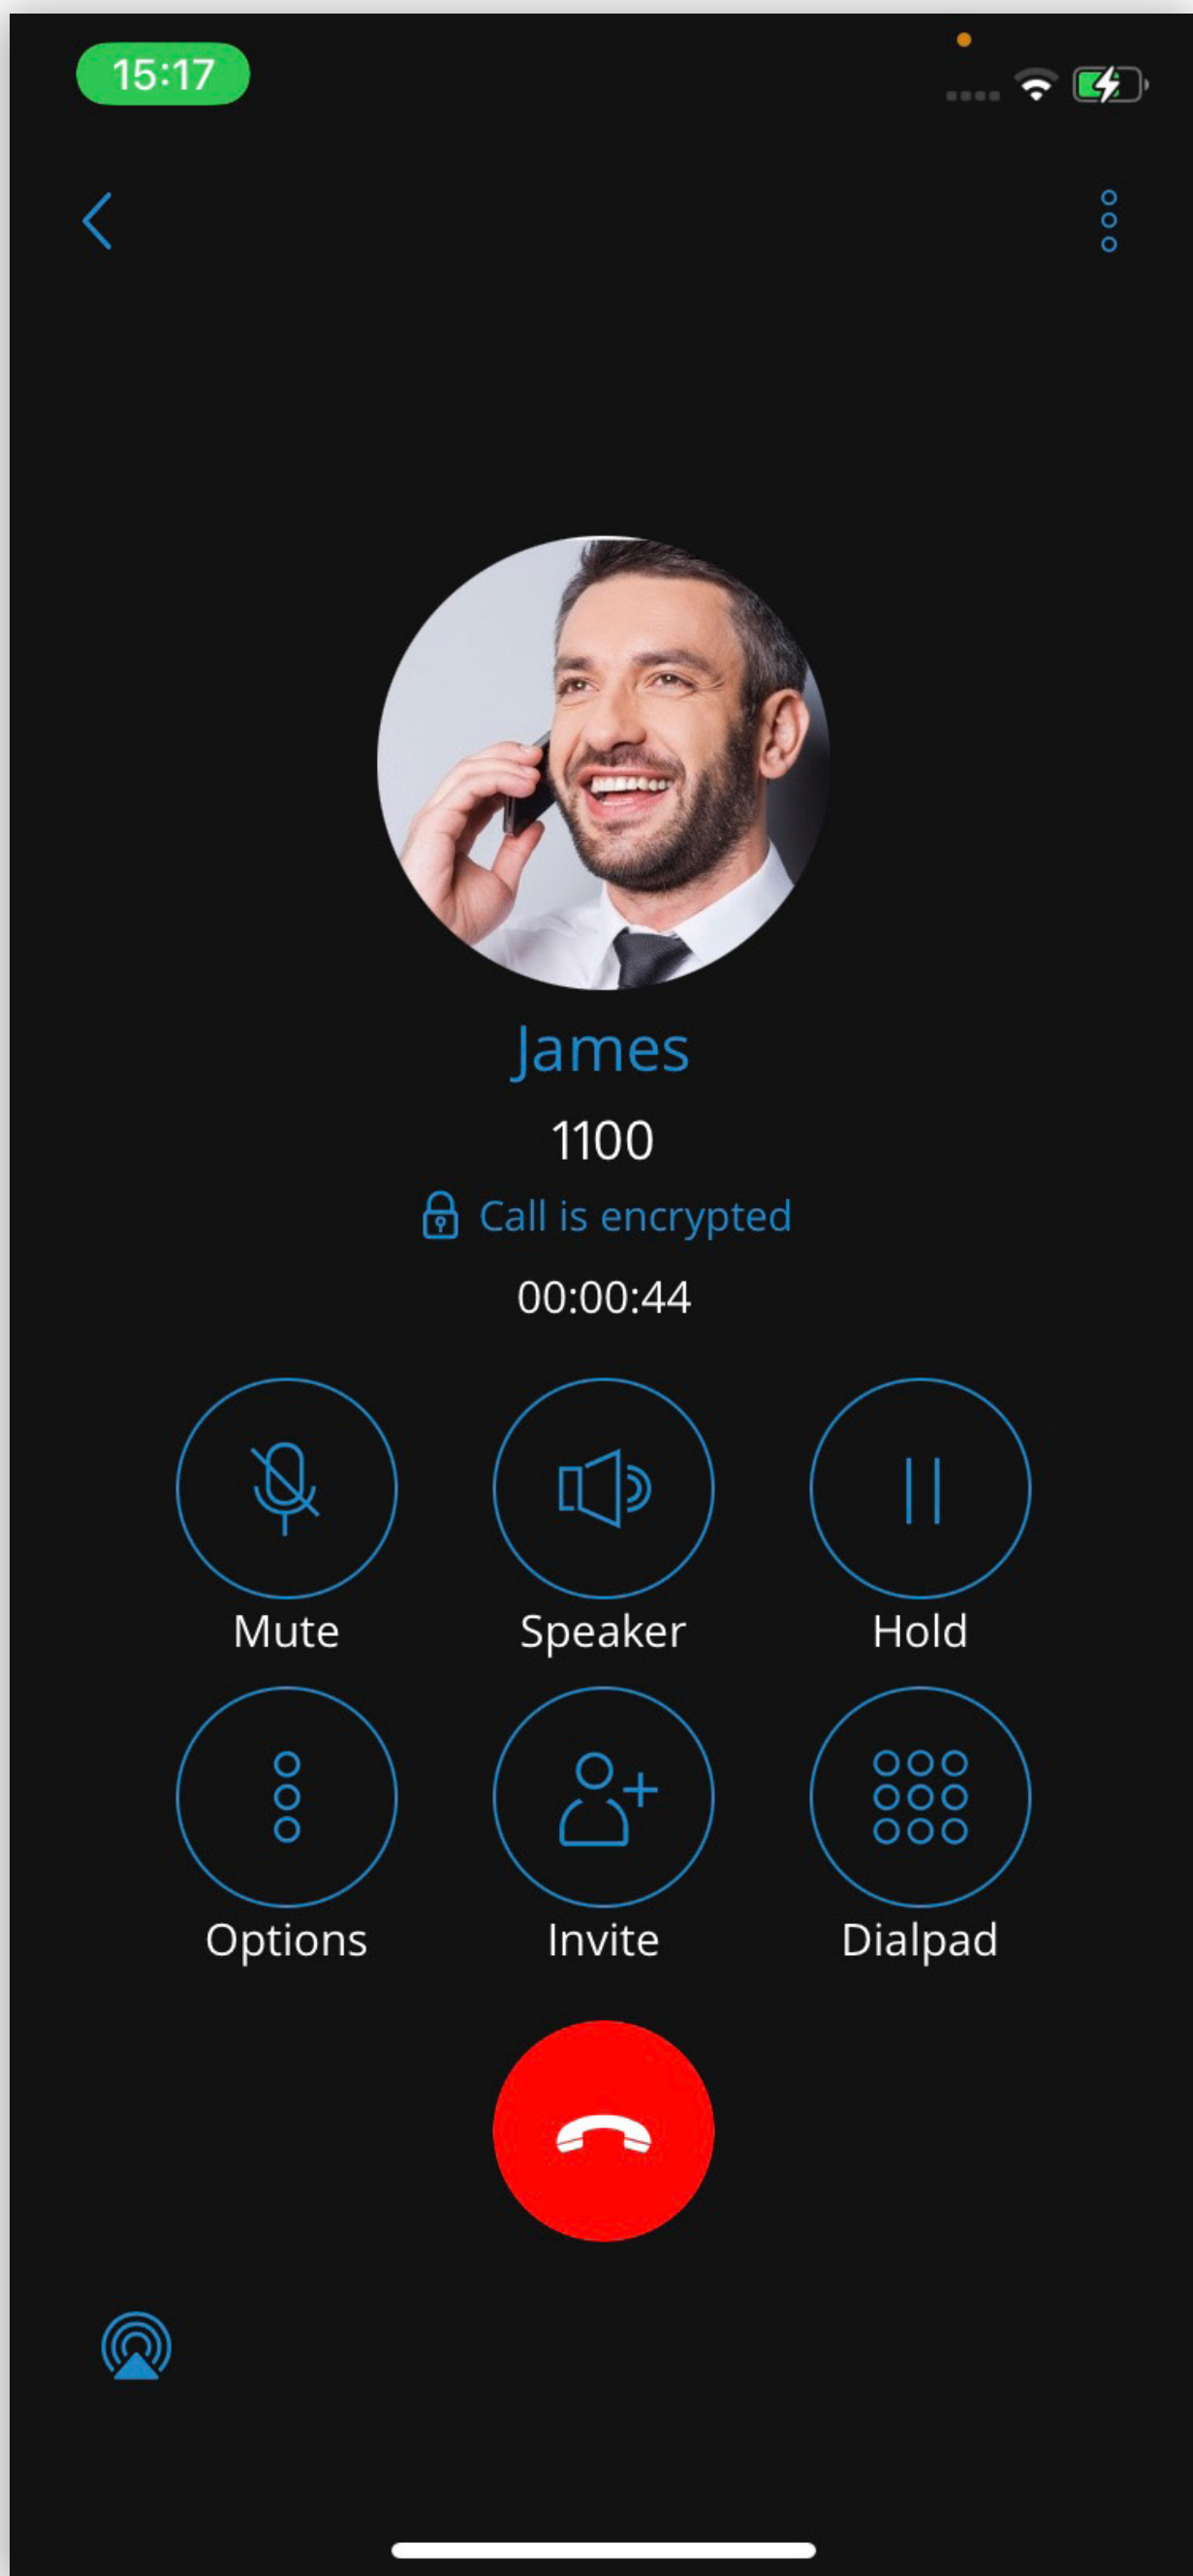 15:17
James
1100
Call is encrypted
00:00:44
Mute Speaker Hold
Options Invite Dialpad